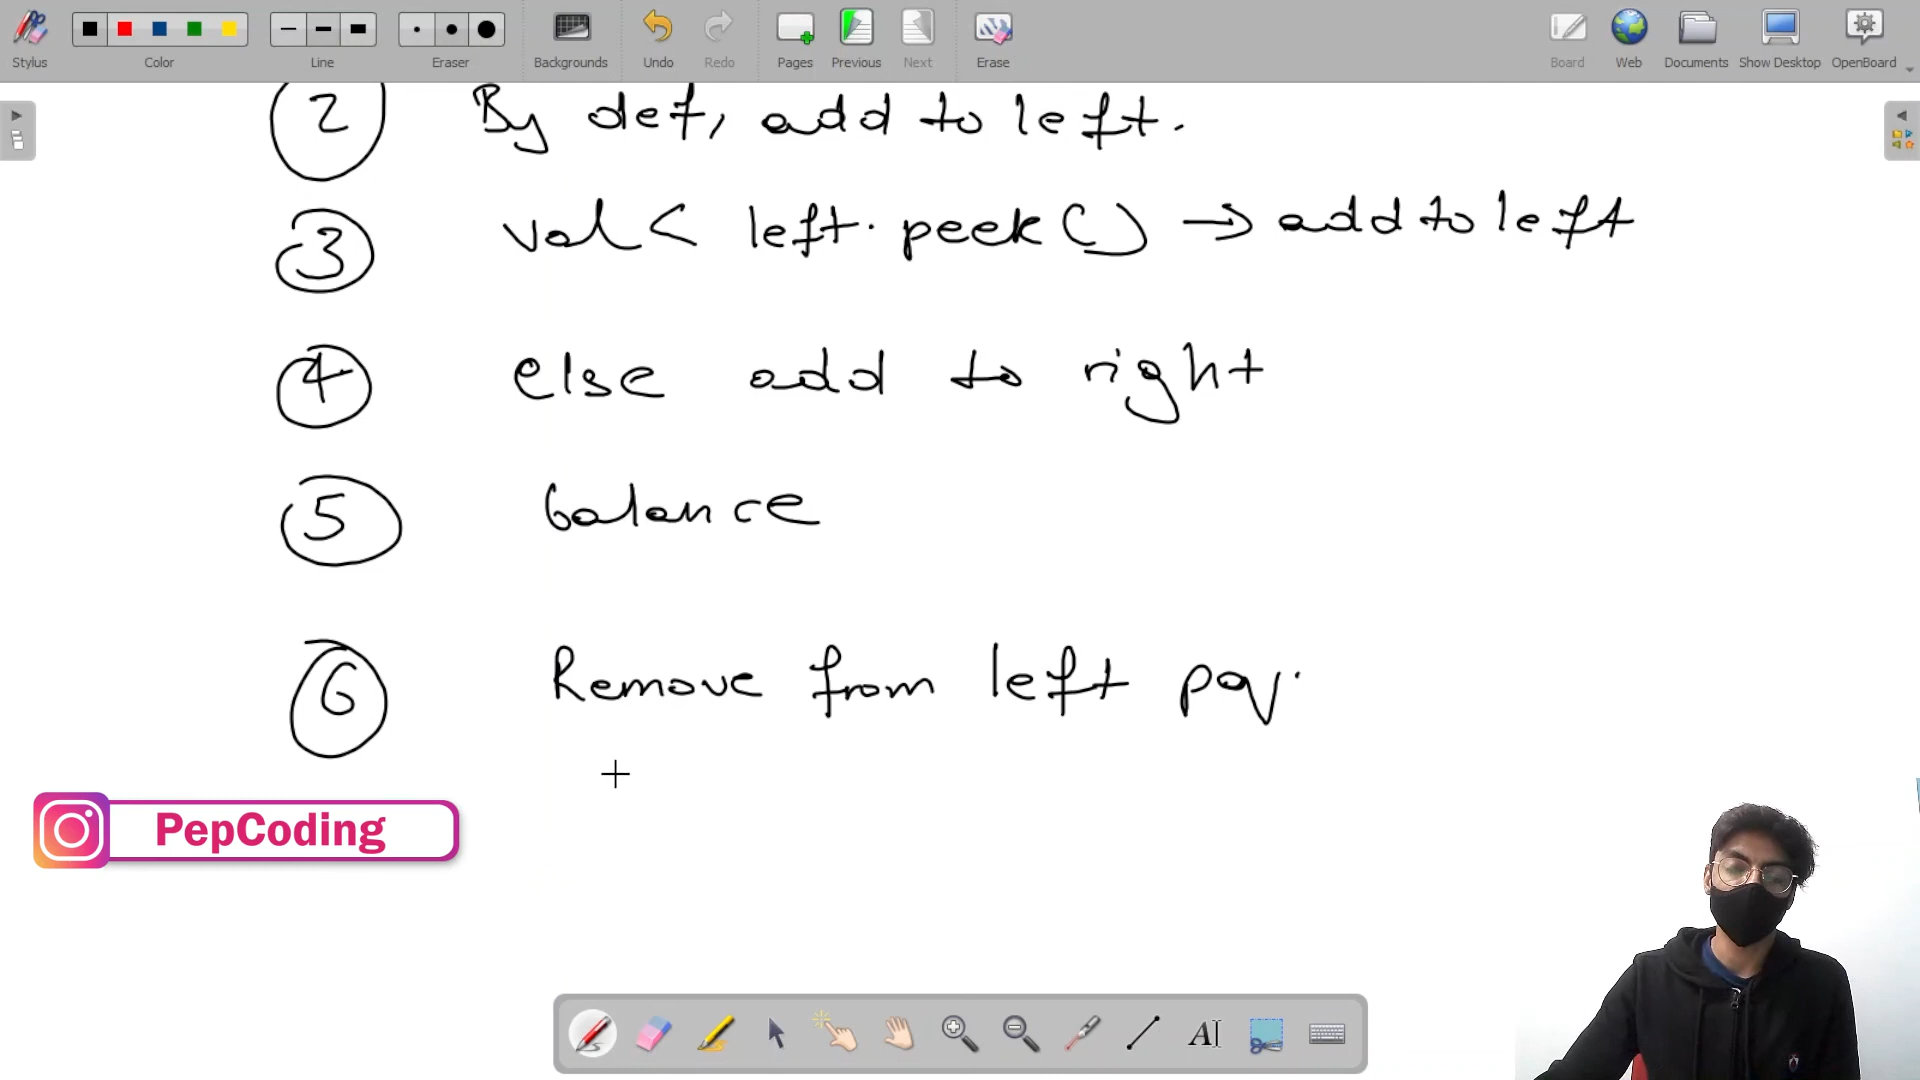 Stylus
Color
Line
Eraser
Backgrounds
Undo
Redo
Pages
Previous
Next
Erase
Board
Web
Documents
Show Desktop
OpenBoard
2 By def, add to left.
3 val < left. peek () → add to left
4 else add to right
5 balance
6 Remove from left
PepCoding
AI